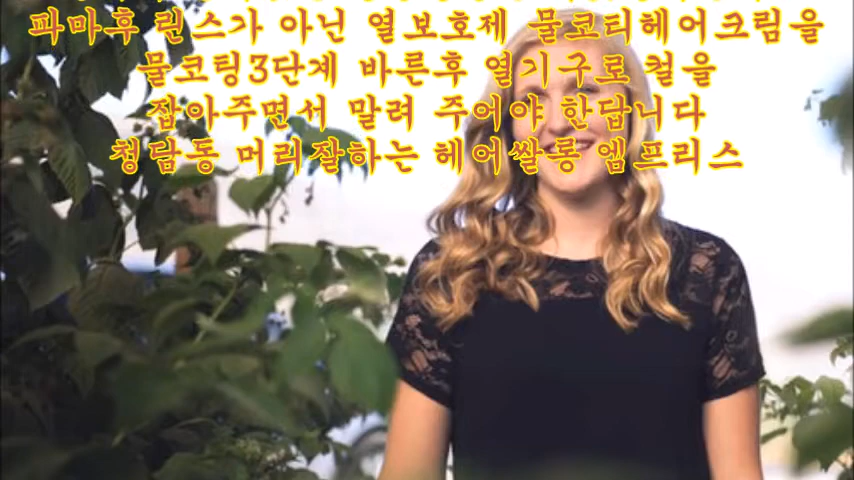 파마후 린스가 아닌 열보호제 물코티헤어크림을
물코팅3단계 바른후 열기구로 컬을
잡아주면서 말려 주어야 한답니다
청담동 머리잘하는 헤어쌀롱 엠프리스